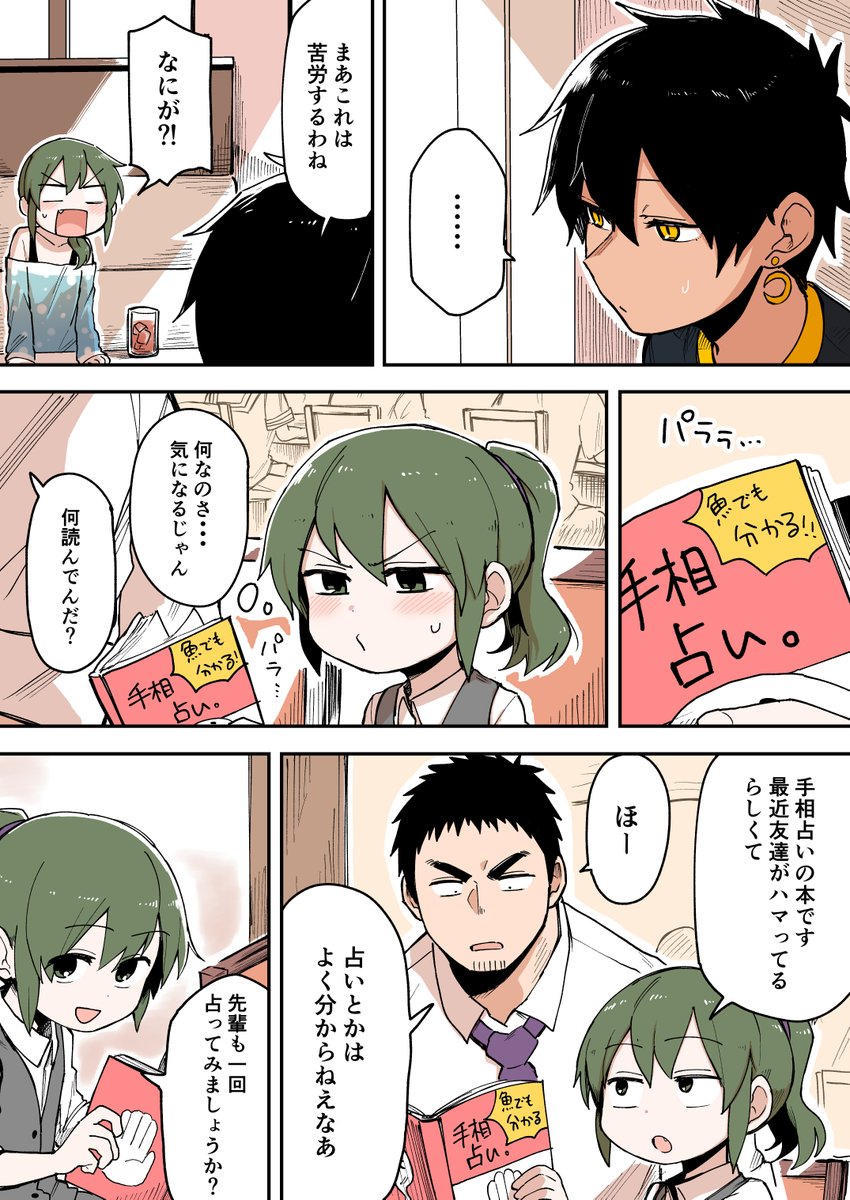 ‥‥‥
まあこれは
苦労するわね
なにが?!
パララ…
魚でも
分かる!!
手相
占い。
何なのさ・・・
気になるじゃん
パラ…
魚でも
分かる!
手相
占い。
何読んでんだ?
手相占いの本です
最近友達がハマってる
らしくて
ほー
占いとかは
よく分からねえなぁ
魚でも
分かる
手相
占い。
先輩も一回
占ってみましょうか?